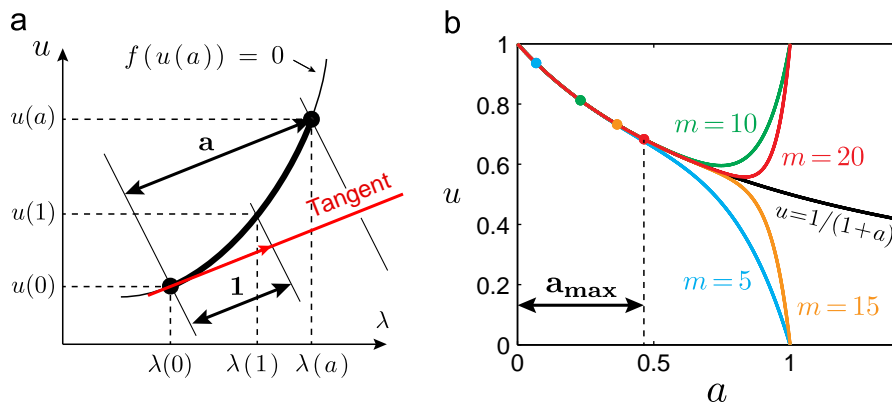 a
u
f(u(a)) = 0
u(a)
a
u(1)
Tangent
u(0)
1
λ
λ(0) λ(1) λ(a)
b
1
0.8
0.6
0.4
0.2
0
u
m = 10
m = 20
u=1/(1+a)
a_max
m = 5
m = 15
0 0.5 1
a